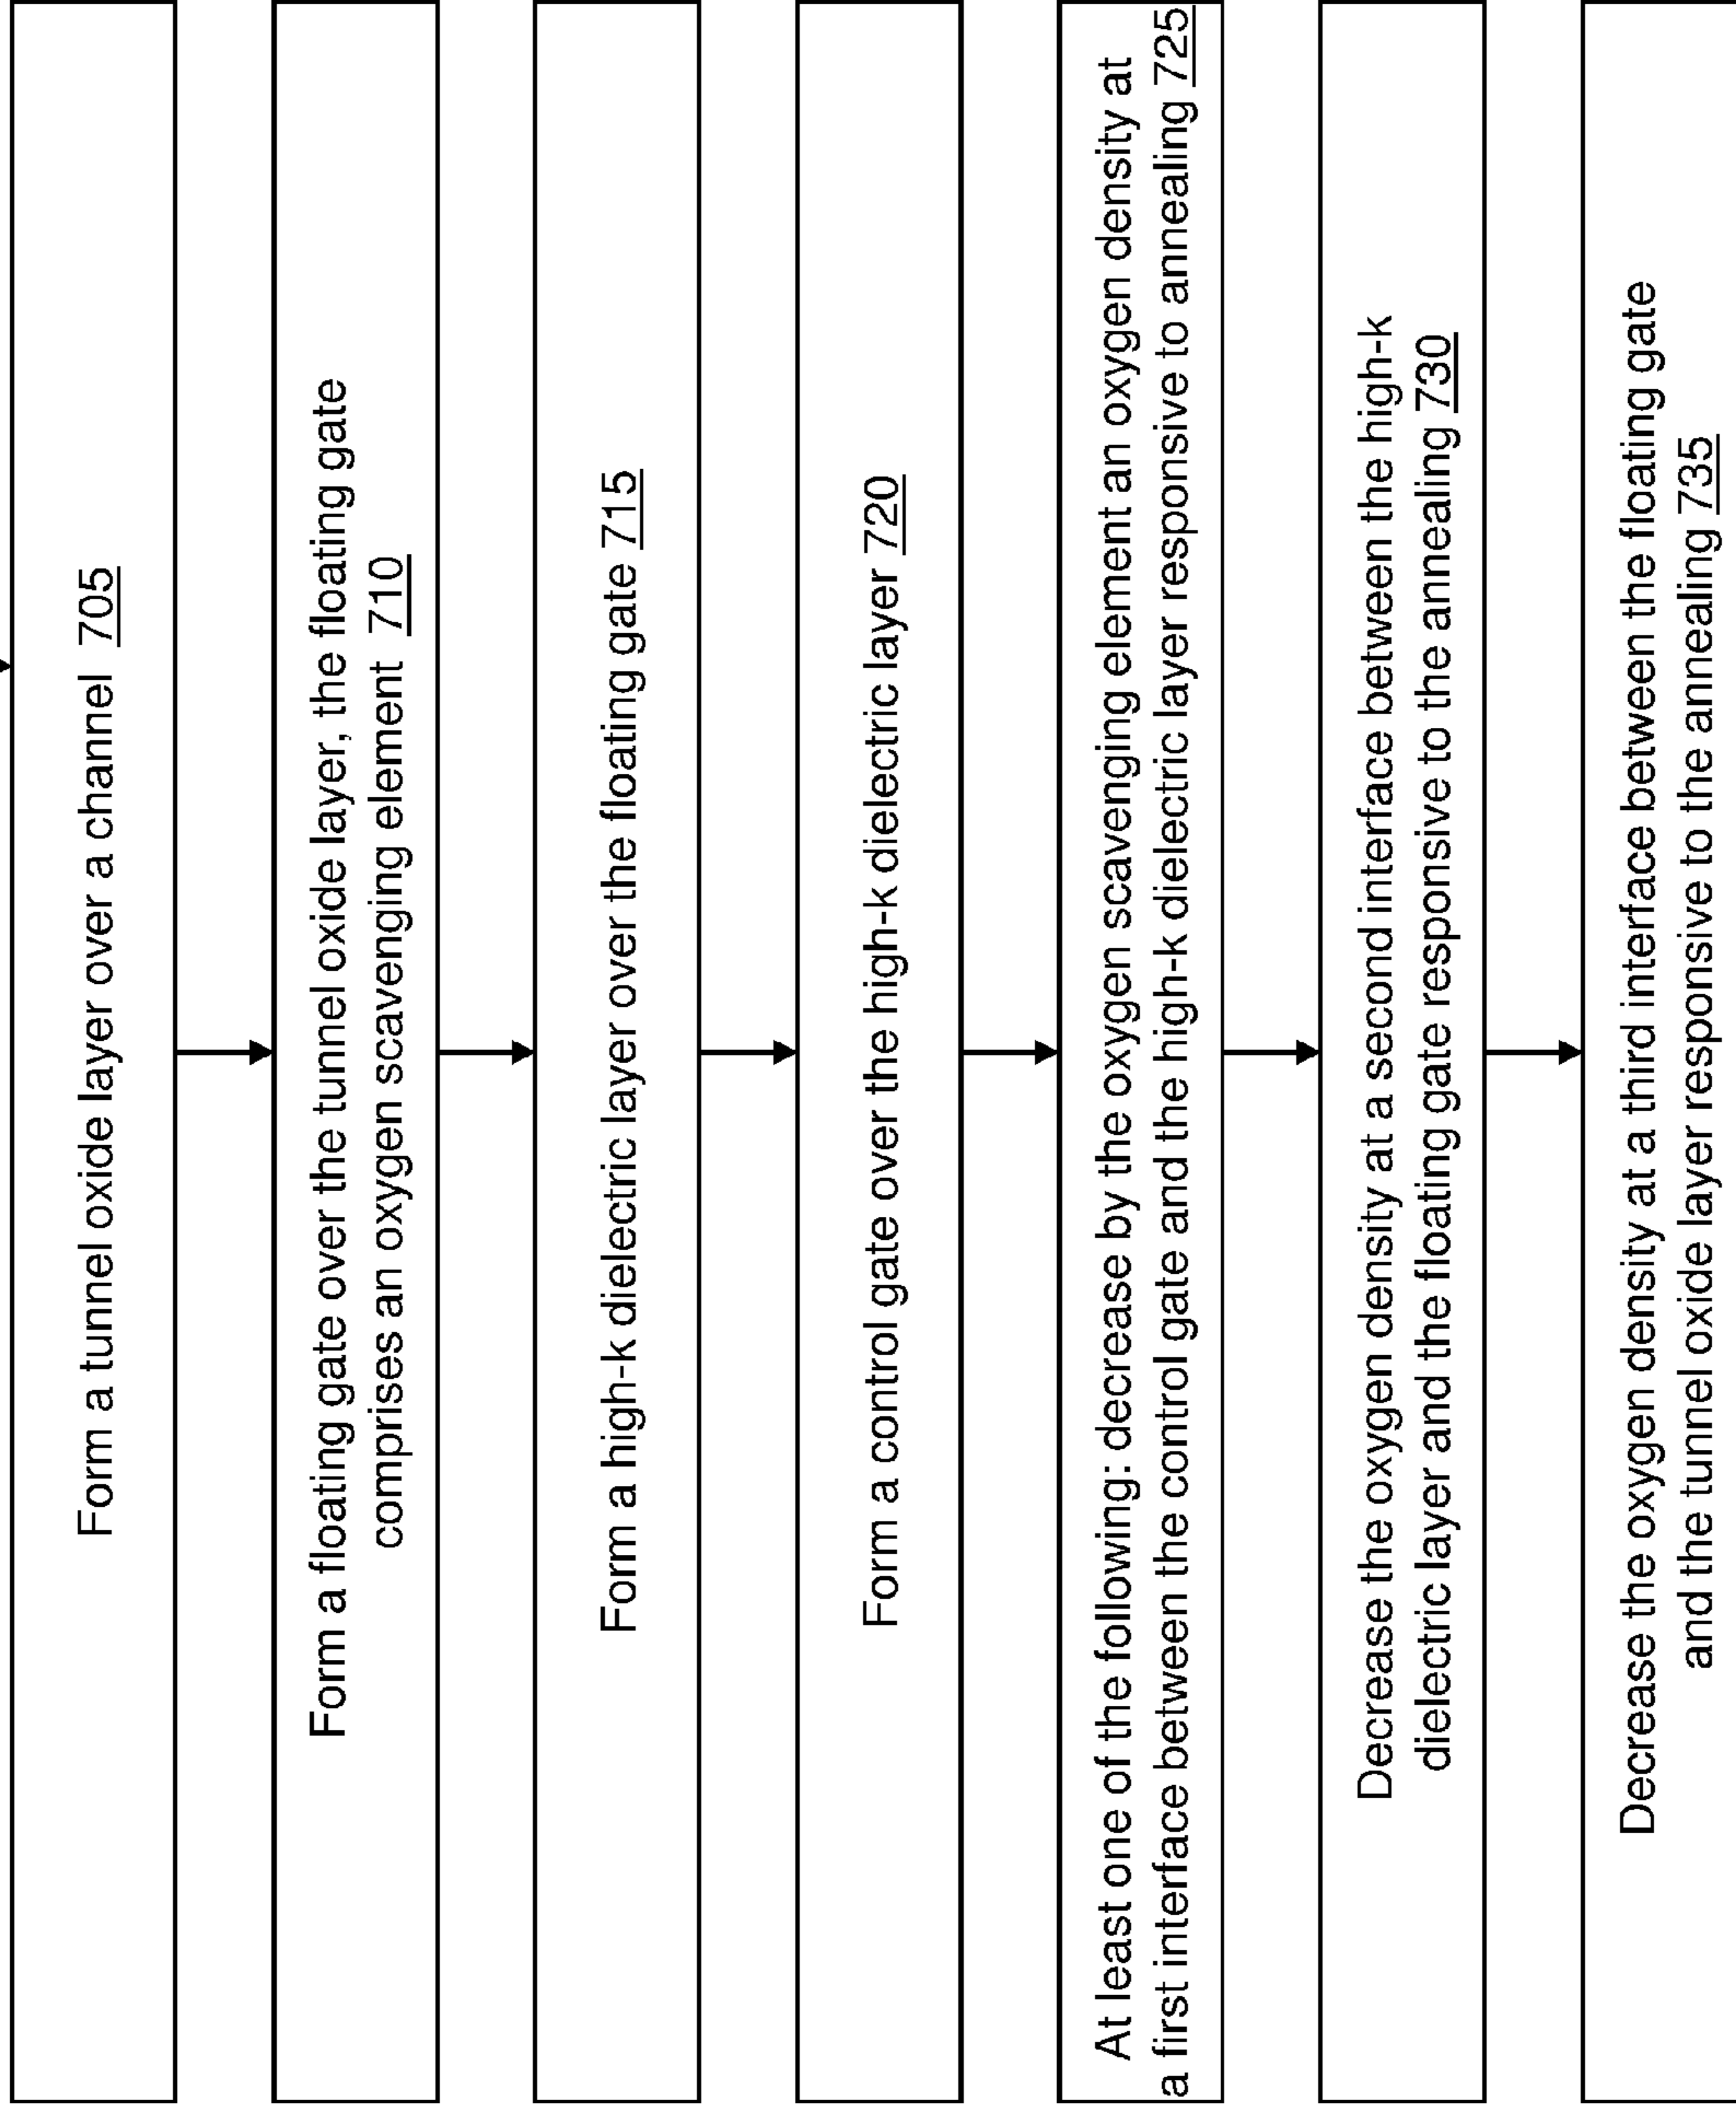 Form a tunnel oxide layer over a channel 705
Form a floating gate over the tunnel oxide layer, the floating gate
comprises an oxygen scavenging element 710
Form a high-k dielectric layer over the floating gate 715
Form a control gate over the high-k dielectric layer 720
At least one of the following: decrease by the oxygen scavenging element an oxygen density at
a first interface between the control gate and the high-k dielectric layer responsive to annealing 725
Decrease the oxygen density at a second interface between the high-k
dielectric layer and the floating gate responsive to the annealing 730
Decrease the oxygen density at a third interface between the floating gate
and the tunnel oxide layer responsive to the annealing 735